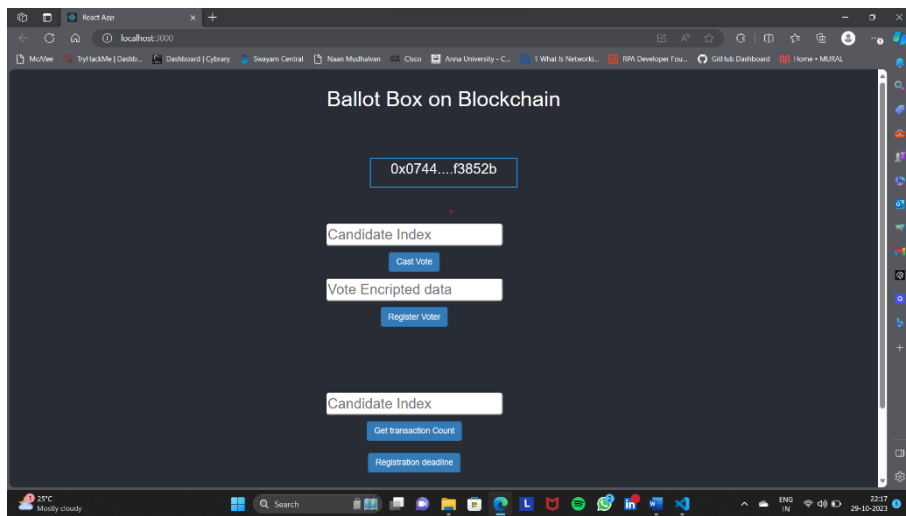 React App
localhost:3000
McAfee
TryHackMe | Dashb...
Dashboard | Cybrary
Swayam Central
Naan Mudhalvan
Cisco
Anna University - C...
1 What Is Networki...
RPA Developer Fou...
GitHub Dashboard
Home • MURAL
Ballot Box on Blockchain
0x0744....f3852b
Candidate Index
Cast Vote
Vote Encripted data
Register Voter
Candidate Index
Get transaction Count
Registration deadline
25°C
Mostly cloudy
Search
ENG
IN
22:17
29-10-2023